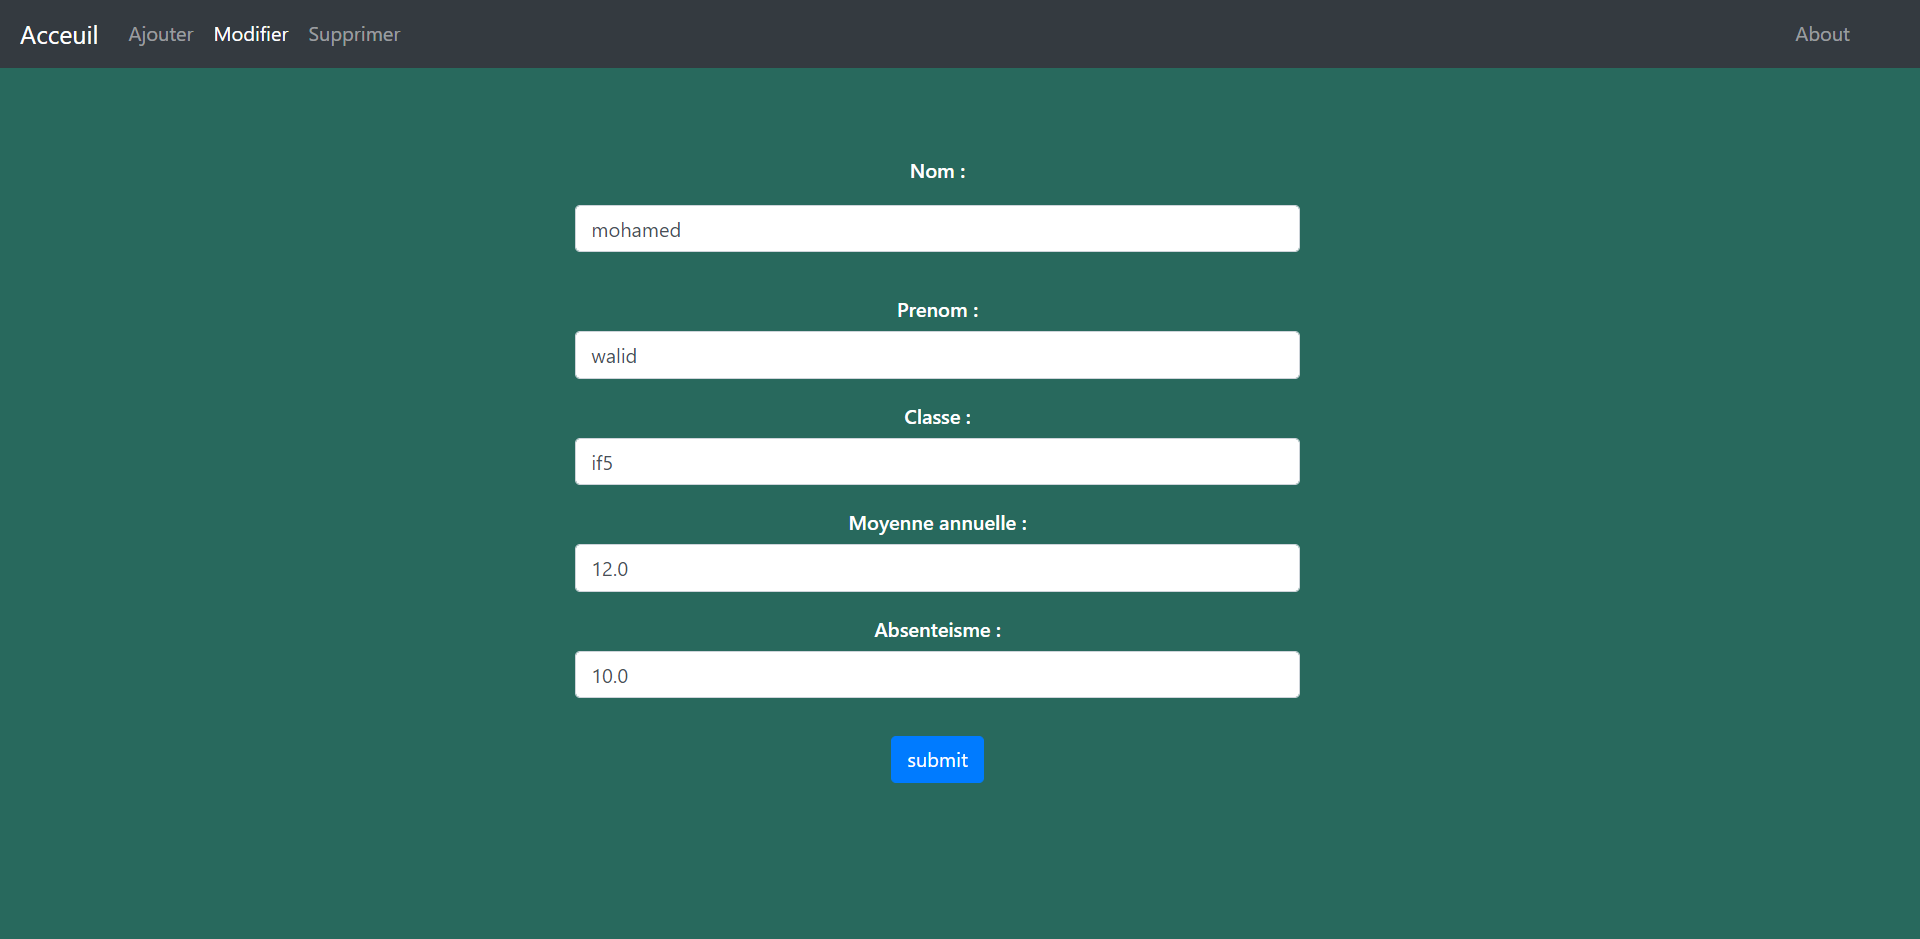 Acceuil Ajouter Modifier Supprimer About
Nom :
mohamed
Prenom :
walid
Classe :
if5
Moyenne annuelle :
12.0
Absenteisme :
10.0
submit